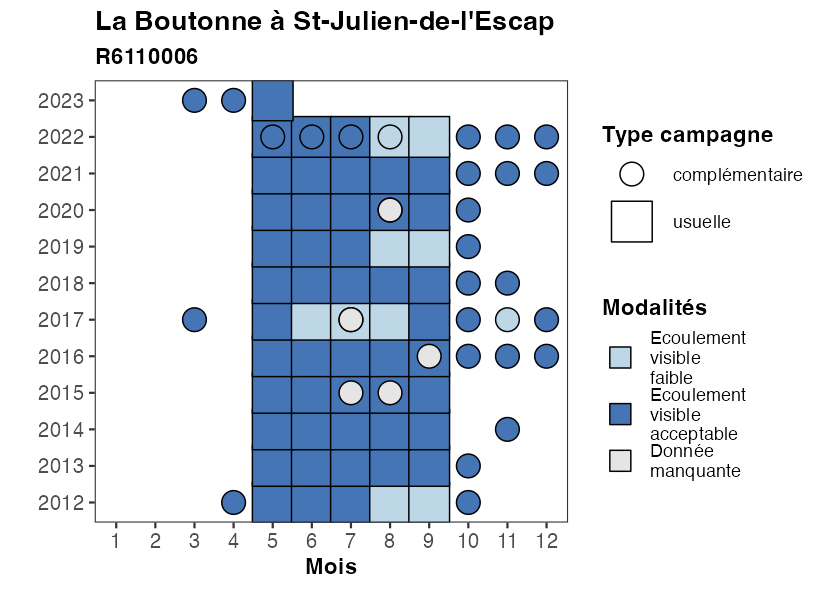 La Boutonne à St-Julien-de-l'Escap
R6110006
2023
2022
2021
2020
2019
2018
2017
2016
2015
2014
2013
2012
1 2 3 4 5 6 7 8 9 10 11 12
Mois
Type campagne
complémentaire
usuelle
Modalités
Ecoulement
visible
faible
Ecoulement
visible
acceptable
Donnée
manquante